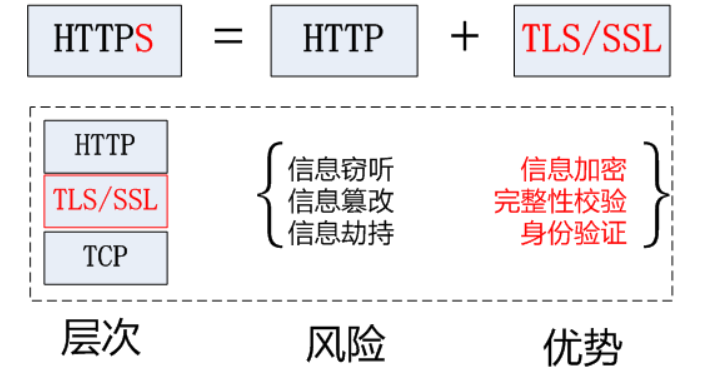 HTTPS = HTTP + TLS/SSL
HTTP
TLS/SSL
TCP
信息窃听
信息篡改
信息劫持
信息加密
完整性校验
身份验证
层次
风险
优势